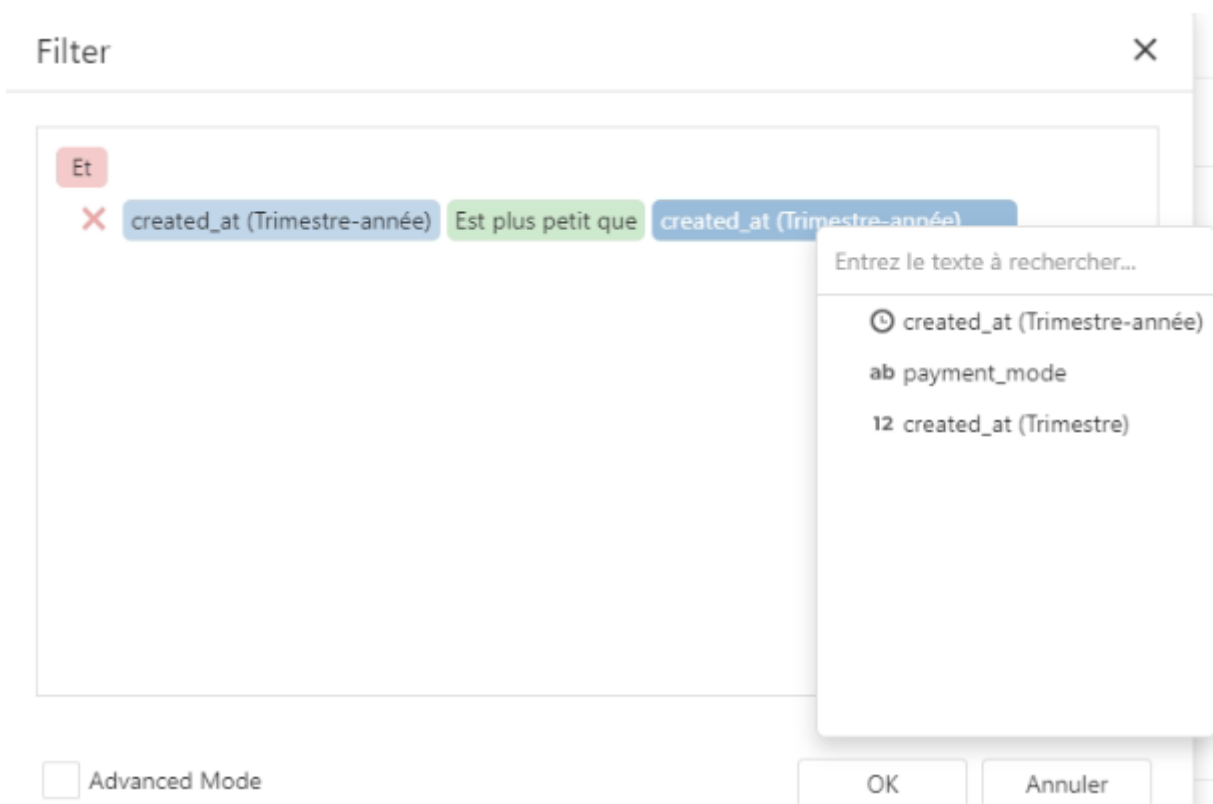 Filter
Et
created_at (Trimestre-année) Est plus petit que created_at (Trimestre-année)
Entrez le texte à rechercher...
created_at (Trimestre-année)
ab payment_mode
12 created_at (Trimestre)
Advanced Mode OK Annuler